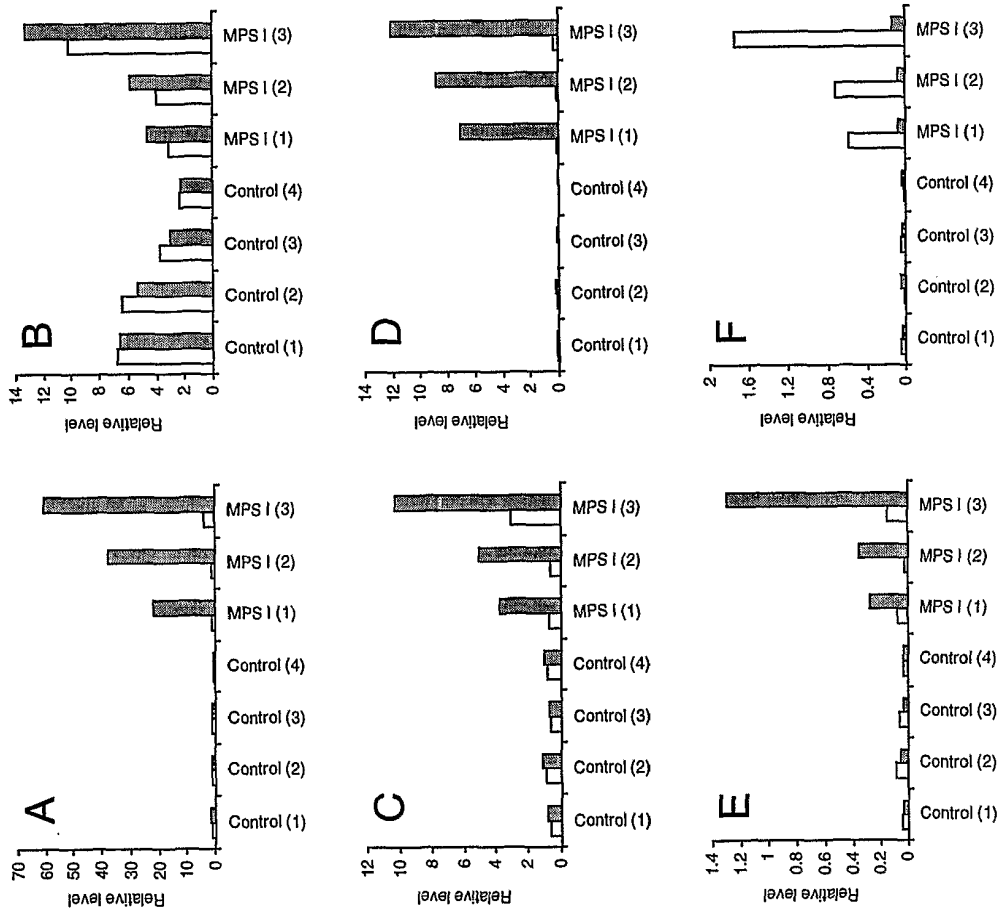 A
Relative level
70
60
50
40
30
20
10
0
Control (1)
Control (2)
Control (3)
Control (4)
MPS I (1)
MPS I (2)
MPS I (3)
B
Relative level
14
12
10
8
6
4
2
0
Control (1)
Control (2)
Control (3)
Control (4)
MPS I (1)
MPS I (2)
MPS I (3)
C
Relative level
12
10
8
6
4
2
0
Control (1)
Control (2)
Control (3)
Control (4)
MPS I (1)
MPS I (2)
MPS I (3)
D
Relative level
14
12
10
8
6
4
2
0
Control (1)
Control (2)
Control (3)
Control (4)
MPS I (1)
MPS I (2)
MPS I (3)
E
Relative level
1.4
1.2
1
0.8
0.6
0.4
0.2
0
Control (1)
Control (2)
Control (3)
Control (4)
MPS I (1)
MPS I (2)
MPS I (3)
F
Relative level
2
1.6
1.2
0.8
0.4
0
Control (1)
Control (2)
Control (3)
Control (4)
MPS I (1)
MPS I (2)
MPS I (3)